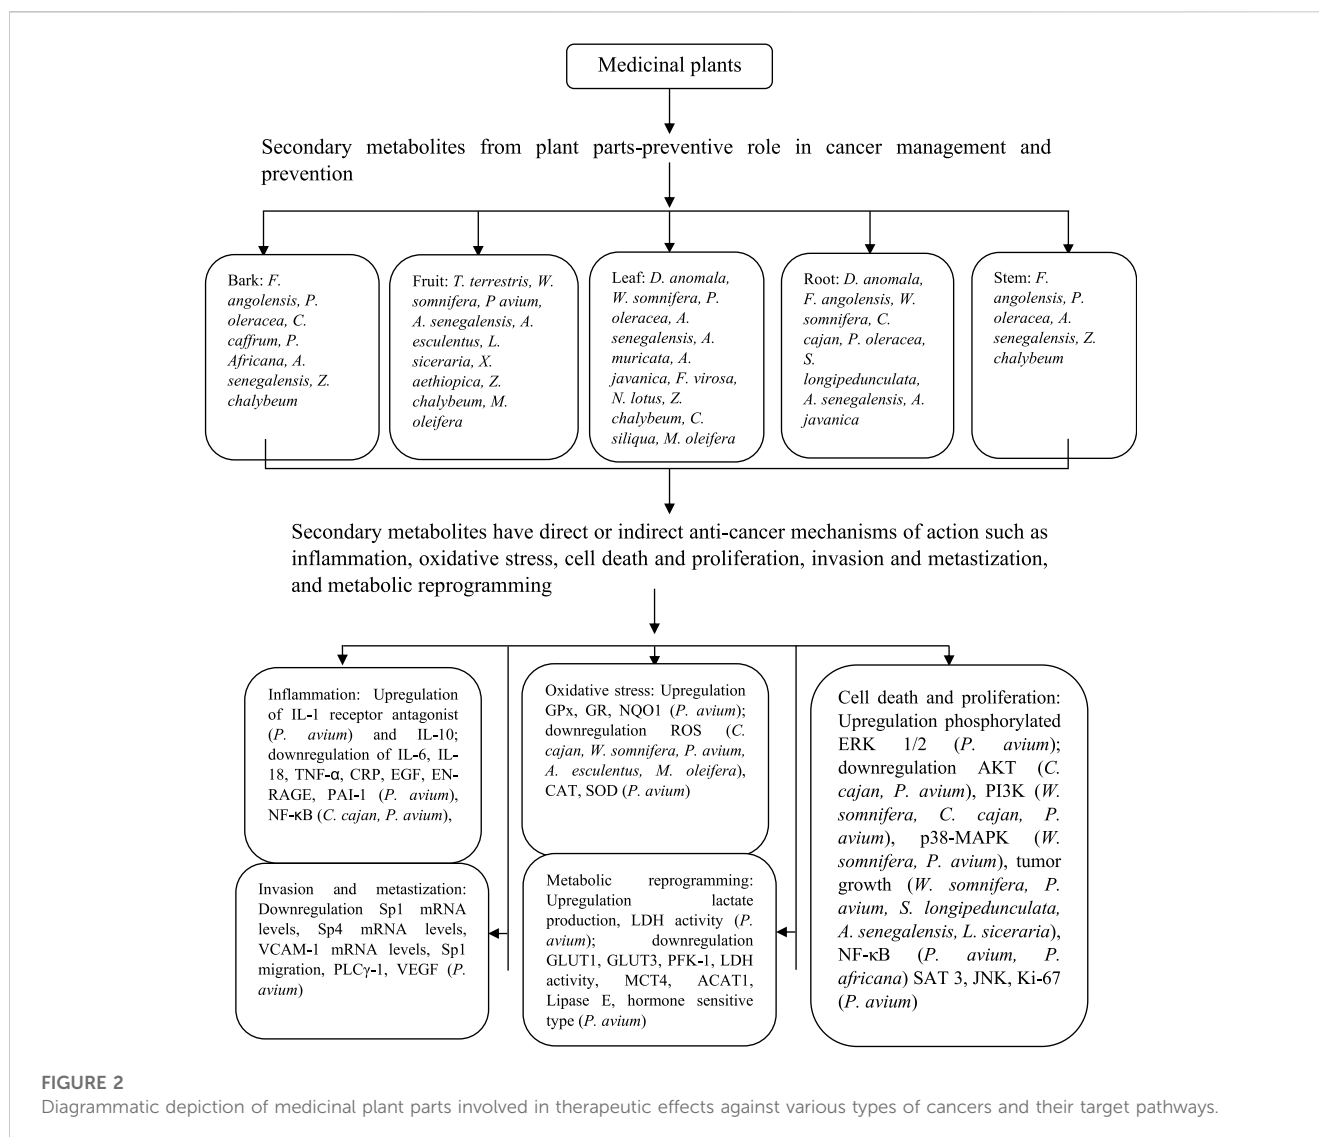 Medicinal plants
Secondary metabolites from plant parts-preventive role in cancer management and
prevention
Bark: F.
angolensis, P.
oleracea, C.
caffrum, P.
Africana, A.
senegalensis, Z.
chalybeum
Fruit: T. terrestris, W.
somnifera, P avium,
A. senegalensis, A.
esculentus, L.
siceraria, X.
aethiopica, Z.
chalybeum, M.
oleifera
Leaf: D. anomala,
W. somnifera, P.
oleracea, A.
senegalensis, A.
muricata, A.
javanica, F. virosa,
N. lotus, Z.
chalybeum, C.
siliqua, M. oleifera
Root: D. anomala,
F. angolensis, W.
somnifera, C.
cajan, P. oleracea,
S.
longipedunculata,
A. senegalensis, A.
javanica
Stem: F.
angolensis, P.
oleracea, A.
senegalensis, Z.
chalybeum
Secondary metabolites have direct or indirect anti-cancer mechanisms of action such as
inflammation, oxidative stress, cell death and proliferation, invasion and metastization,
and metabolic reprogramming
Inflammation: Upregulation
of IL-1 receptor antagonist
(P. avium) and IL-10;
downregulation of IL-6, IL-
18, TNF-α, CRP, EGF, EN-
RAGE, PAI-1 (P. avium),
NF-κB (C. cajan, P. avium),
Oxidative stress: Upregulation
GPx, GR, NQO1 (P. avium);
downregulation ROS (C.
cajan, W. somnifera, P. avium,
A. esculentus, M. oleifera),
CAT, SOD (P. avium)
Cell death and proliferation:
Upregulation phosphorylated
ERK 1/2 (P. avium);
downregulation AKT (C.
cajan, P. avium), PI3K (W.
somnifera, C. cajan, P.
avium), p38-MAPK (W.
somnifera, P. avium), tumor
growth (W. somnifera, P.
avium, S. longipedunculata,
A. senegalensis, L. siceraria),
NF-κB (P. avium, P.
africana) SAT 3, JNK, Ki-67
(P. avium)
Invasion and metastization:
Downregulation Sp1 mRNA
levels, Sp4 mRNA levels,
VCAM-1 mRNA levels, Sp1
migration, PLCγ-1, VEGF (P.
avium)
Metabolic reprogramming:
Upregulation lactate
production, LDH activity (P.
avium); downregulation
GLUT1, GLUT3, PFK-1, LDH
activity, MCT4, ACAT1,
Lipase E, hormone sensitive
type (P. avium)
FIGURE 2
Diagrammatic depiction of medicinal plant parts involved in therapeutic effects against various types of cancers and their target pathways.